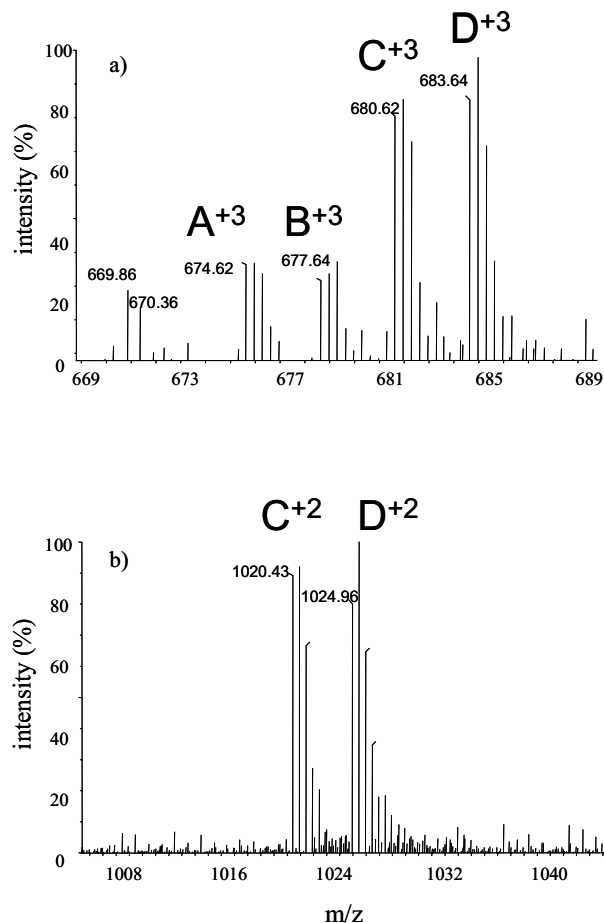 D+3
C+3
a)
683.64
680.62
A+3
B+3
677.64
674.62
669.86
670.36
intensity (%)
100
80
60
40
20
0
669
673
677
681
685
689
C+2
D+2
b)
1020.43
1024.96
intensity (%)
100
80
60
40
20
0
1008
1016
1024
1032
1040
m/z